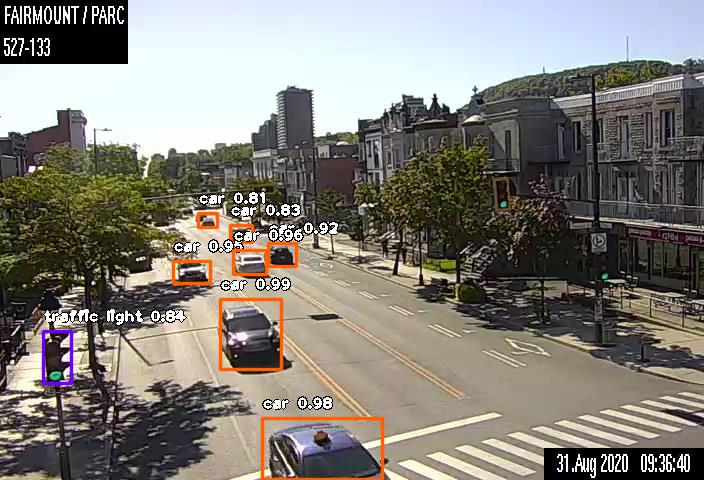 FAIRMOUNT / PARC
527-133
car 0.81
car 0.83
car 0.92
car 0.96
car 0.95
car 0.99
traffic light 0.84
car 0.98
31.Aug 2020 09:36:40